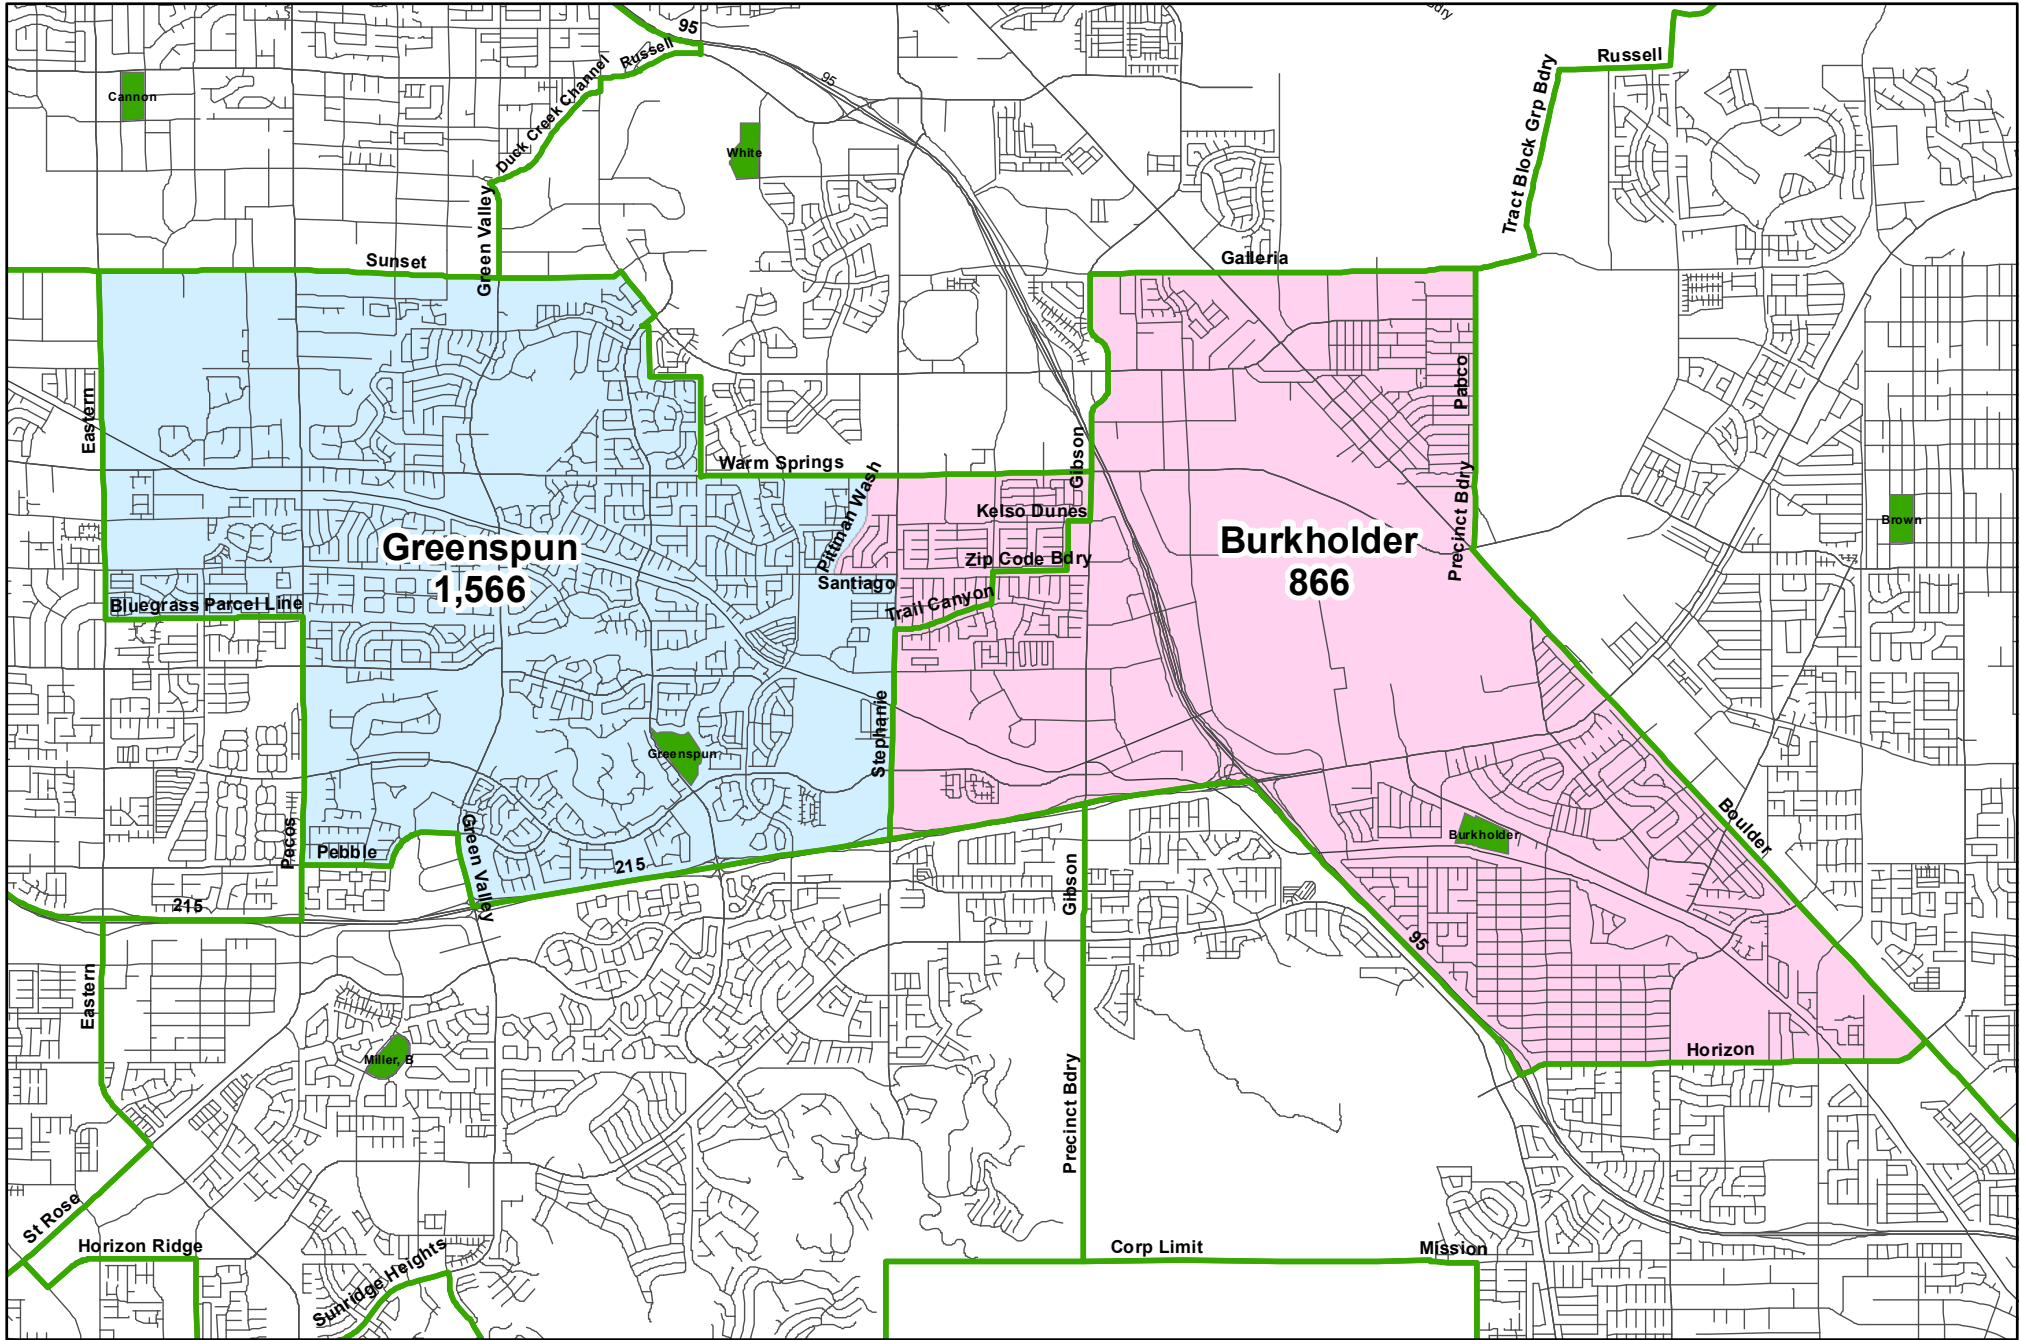 95
Russell
95
Bdry
Russell
Cannon
Duck Creek Channel
White
Tract Block Grp Bdry
Green Valley
Sunset
Galleria
Eastern
Pabco
Warm Springs
Gibson
Pittman Wash
Kelso Dunes
Precinct Bdry
Brown
Greenspun
1,566
Burkholder
866
Zip Code Bdry
Santiago
Bluegrass Parcel Line
Trail Canyon
Stephanie
Greenspun
Pecos
Pebble
Green Valley
215
Burkholder
Boulder
215
Gibson
95
Eastern
Miller, B
Horizon
Precinct Bdry
St Rose
Horizon Ridge
Sunridge Heights
Corp Limit
Mission